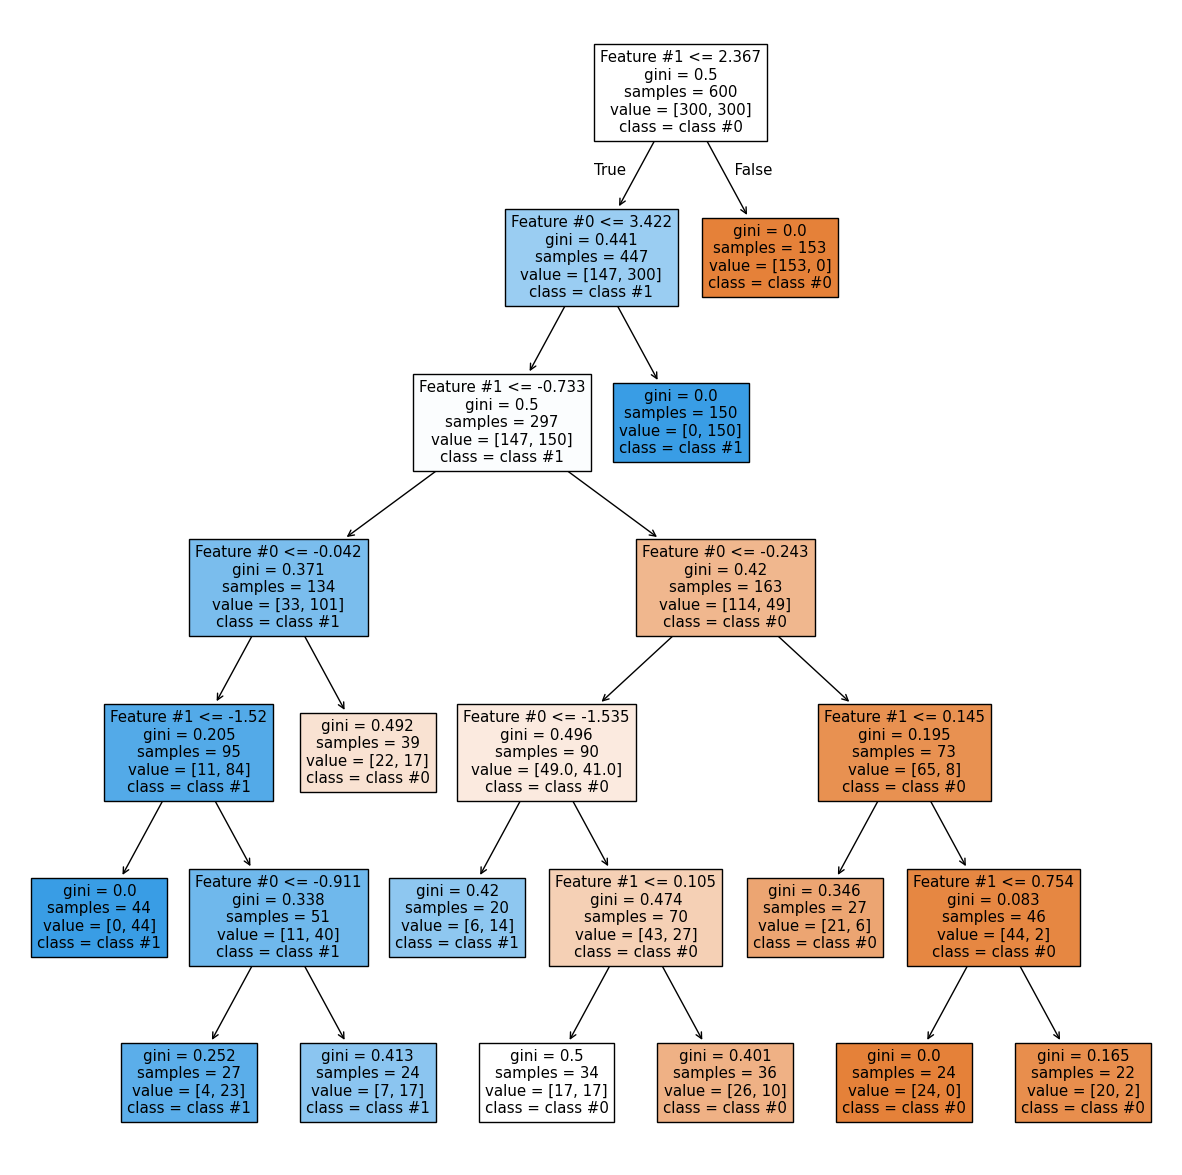 Feature #1 <= 2.367
gini = 0.5
samples = 600
value = [300, 300]
class = class #0
True
False
Feature #0 <= 3.422
gini = 0.441
samples = 447
value = [147, 300]
class = class #1
gini = 0.0
samples = 153
value = [153, 0]
class = class #0
Feature #1 <= -0.733
gini = 0.5
samples = 297
value = [147, 150]
class = class #1
gini = 0.0
samples = 150
value = [0, 150]
class = class #1
Feature #0 <= -0.042
gini = 0.371
samples = 134
value = [33, 101]
class = class #1
Feature #0 <= -0.243
gini = 0.42
samples = 163
value = [114, 49]
class = class #0
Feature #1 <= -1.52
gini = 0.205
samples = 95
value = [11, 84]
class = class #1
gini = 0.492
samples = 39
value = [22, 17]
class = class #0
Feature #0 <= -1.535
gini = 0.496
samples = 90
value = [49.0, 41.0]
class = class #0
Feature #1 <= 0.145
gini = 0.195
samples = 73
value = [65, 8]
class = class #0
gini = 0.0
samples = 44
value = [0, 44]
class = class #1
Feature #0 <= -0.911
gini = 0.338
samples = 51
value = [11, 40]
class = class #1
gini = 0.42
samples = 20
value = [6, 14]
class = class #1
Feature #1 <= 0.105
gini = 0.474
samples = 70
value = [43, 27]
class = class #0
gini = 0.346
samples = 27
value = [21, 6]
class = class #0
Feature #1 <= 0.754
gini = 0.083
samples = 46
value = [44, 2]
class = class #0
gini = 0.252
samples = 27
value = [4, 23]
class = class #1
gini = 0.413
samples = 24
value = [7, 17]
class = class #1
gini = 0.5
samples = 34
value = [17, 17]
class = class #0
gini = 0.401
samples = 36
value = [26, 10]
class = class #0
gini = 0.0
samples = 24
value = [24, 0]
class = class #0
gini = 0.165
samples = 22
value = [20, 2]
class = class #0